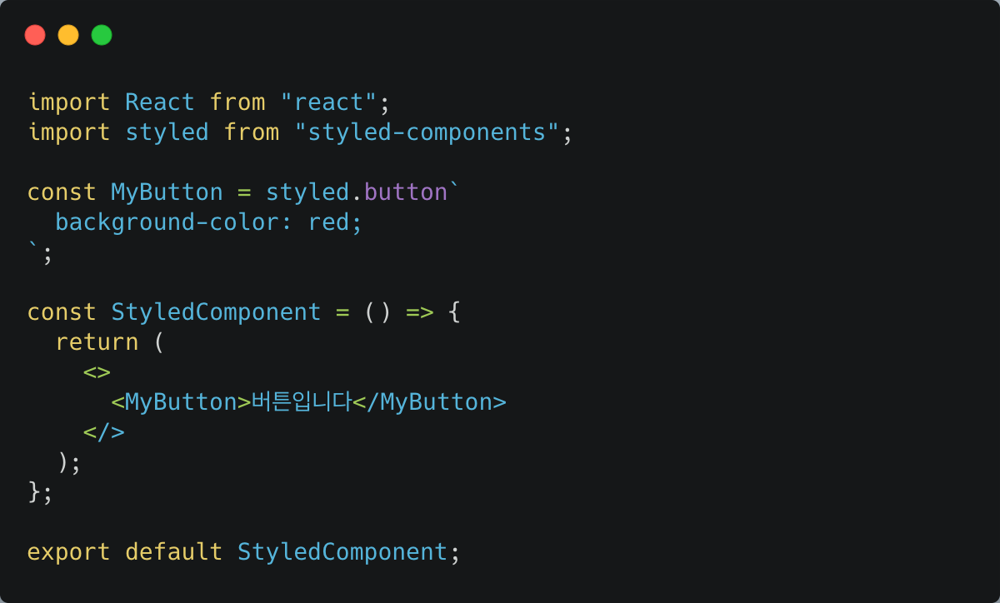 import React from "react";
import styled from "styled-components";

const MyButton = styled.button`
  background-color: red;
`;

const StyledComponent = () => {
  return (
    <>
      <MyButton>버튼입니다</MyButton>
    </>
  );
};

export default StyledComponent;